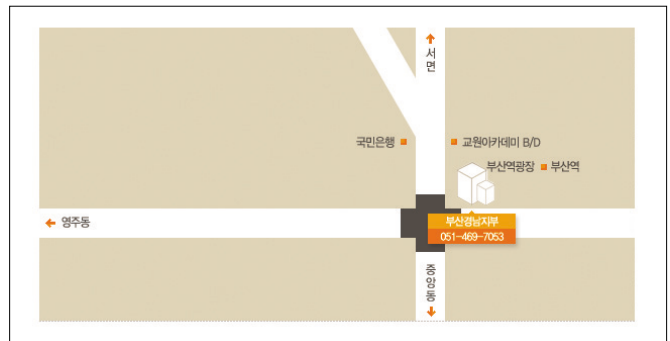 서면
국민은행
교원아카데미 B/D
부산역광장
부산역
영주동
부산경남지부
051-469-7053
중앙동